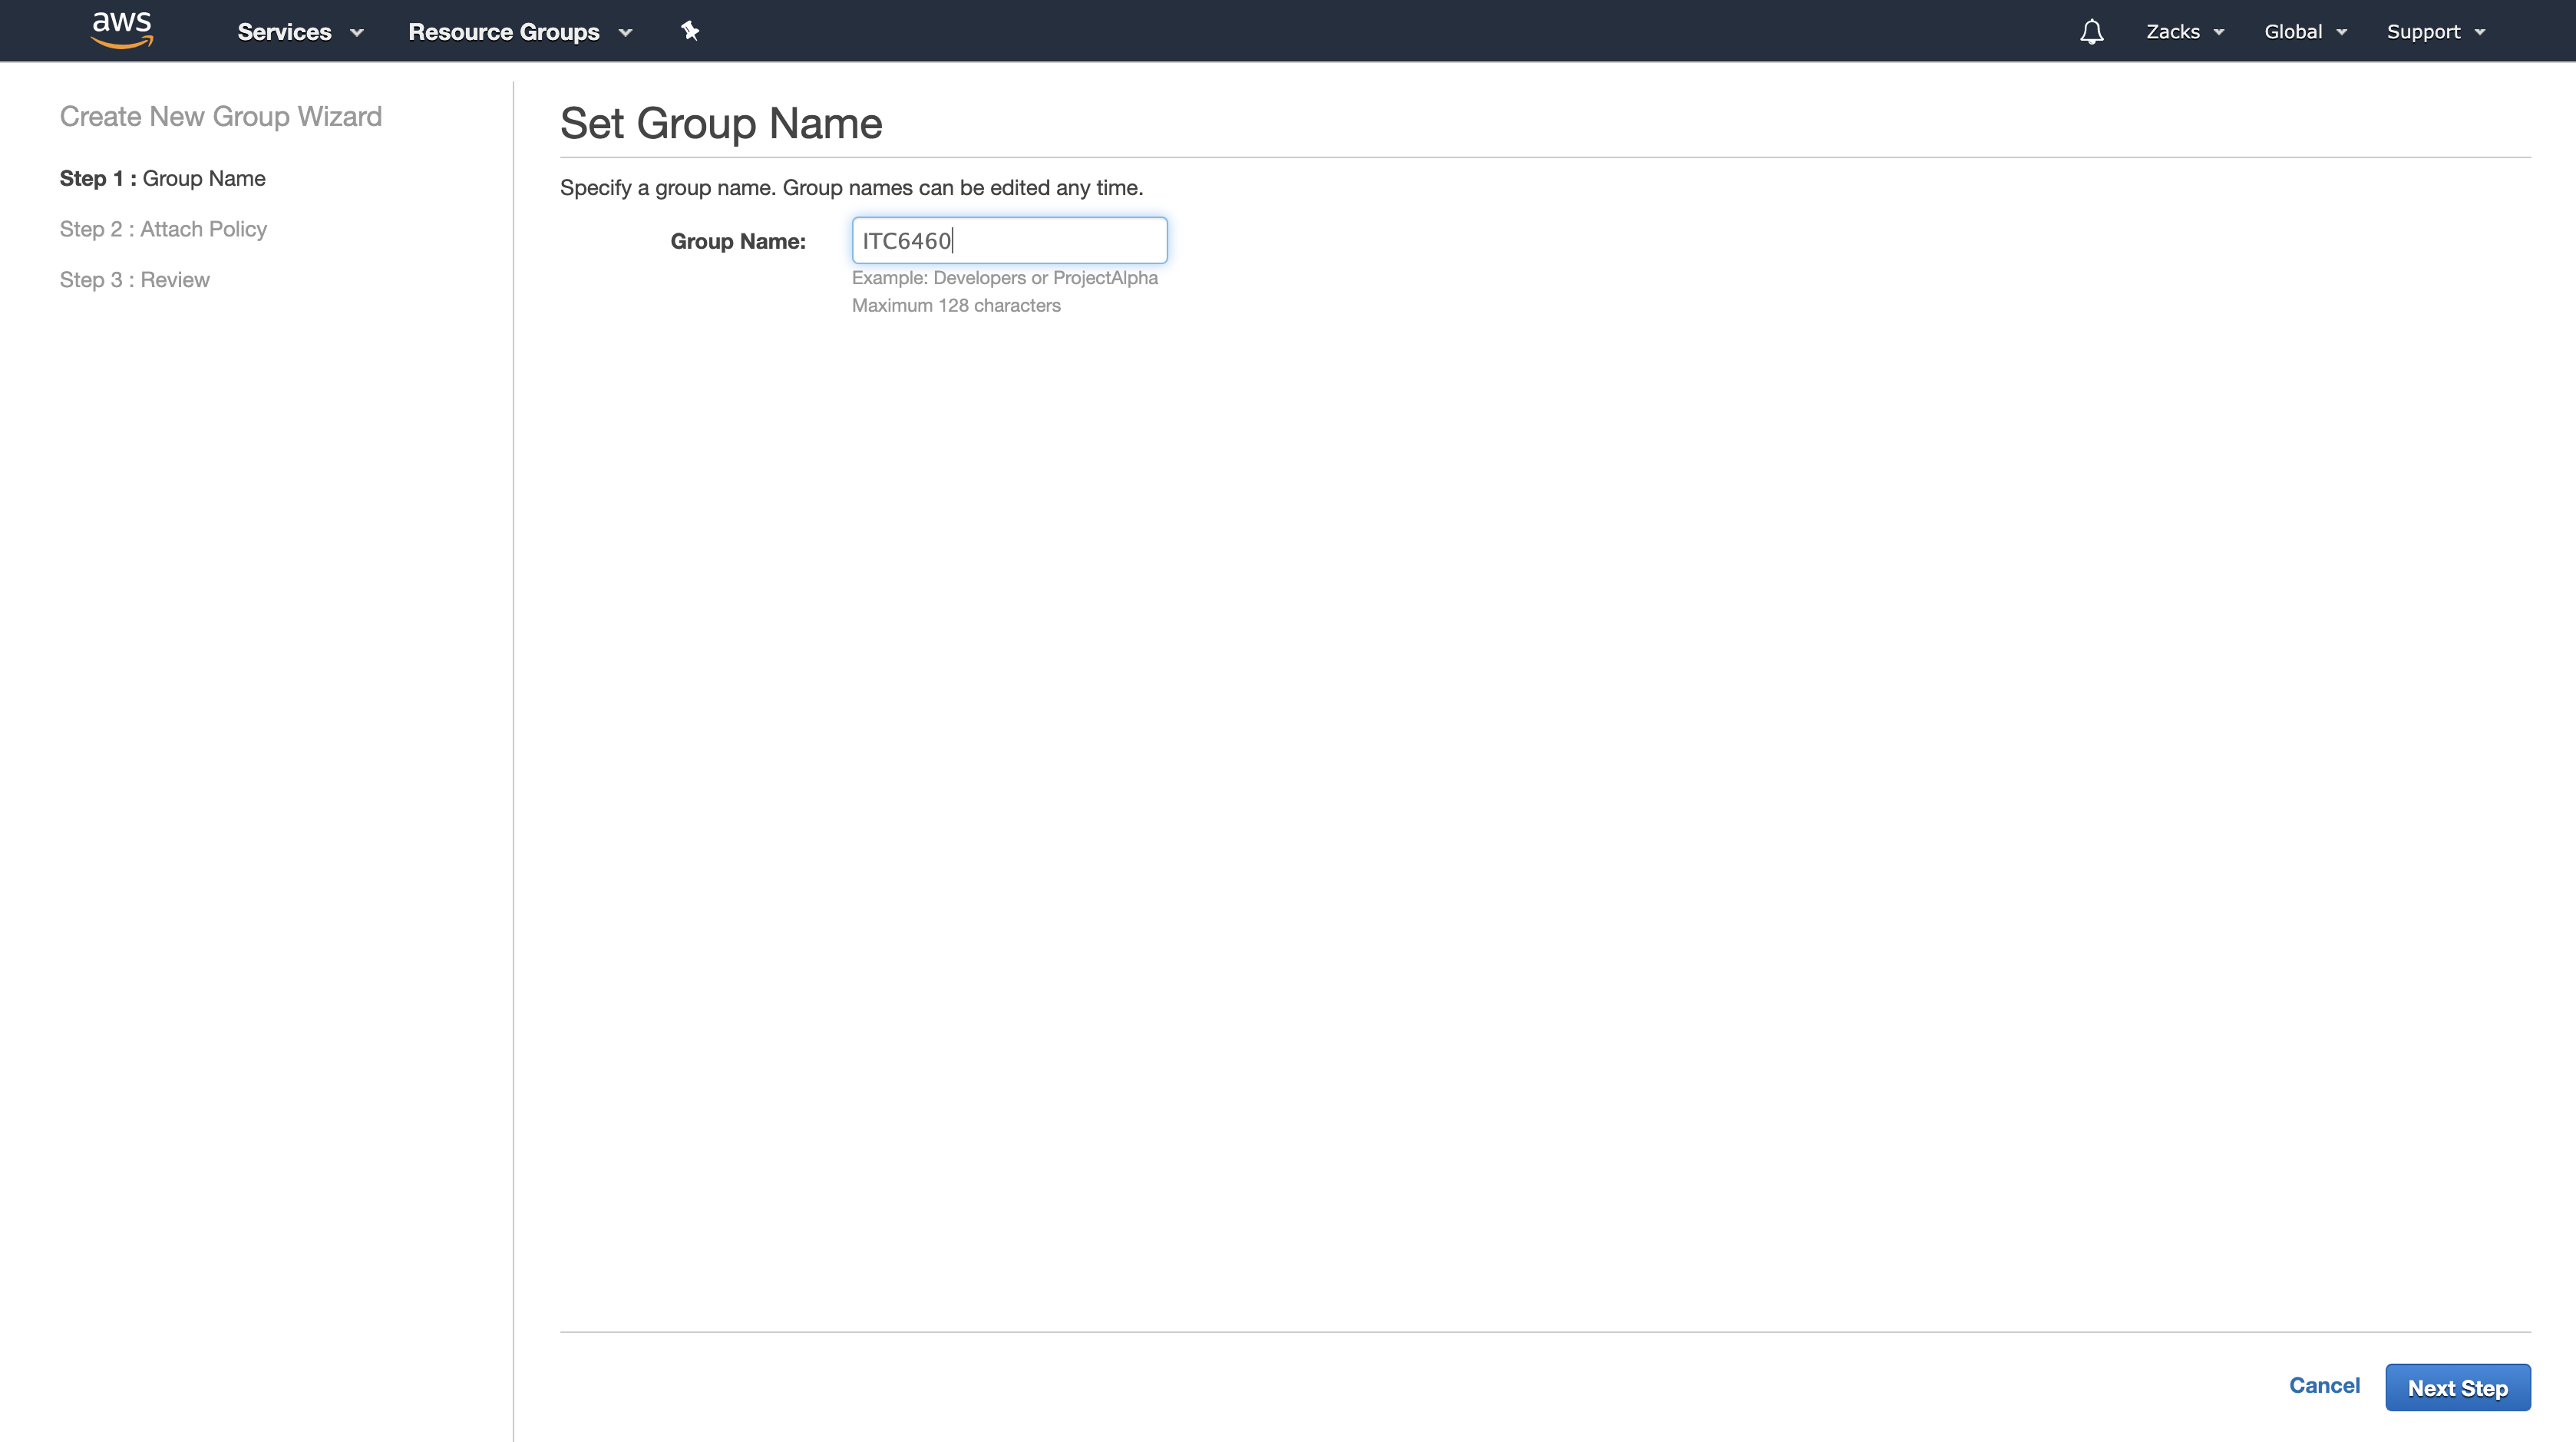 aws Services Resource Groups Zacks Global Support
Create New Group Wizard
Step 1 : Group Name
Step 2 : Attach Policy
Step 3 : Review
Set Group Name
Specify a group name. Group names can be edited any time.
Group Name: ITC6460
Example: Developers or ProjectAlpha
Maximum 128 characters
Cancel Next Step